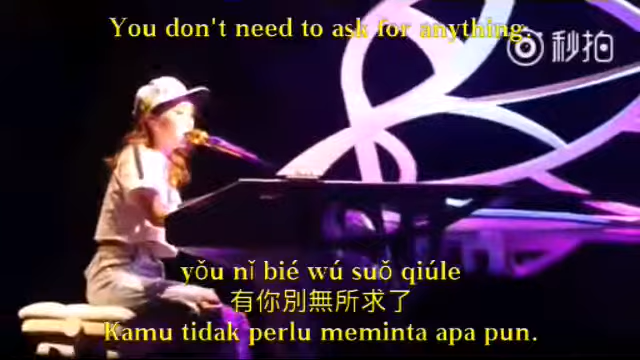 You don't need to ask for anything.
秒拍
yǒu nǐ bié wú suǒ qiúle
有你別無所求了
Kamu tidak perlu meminta apa pun.